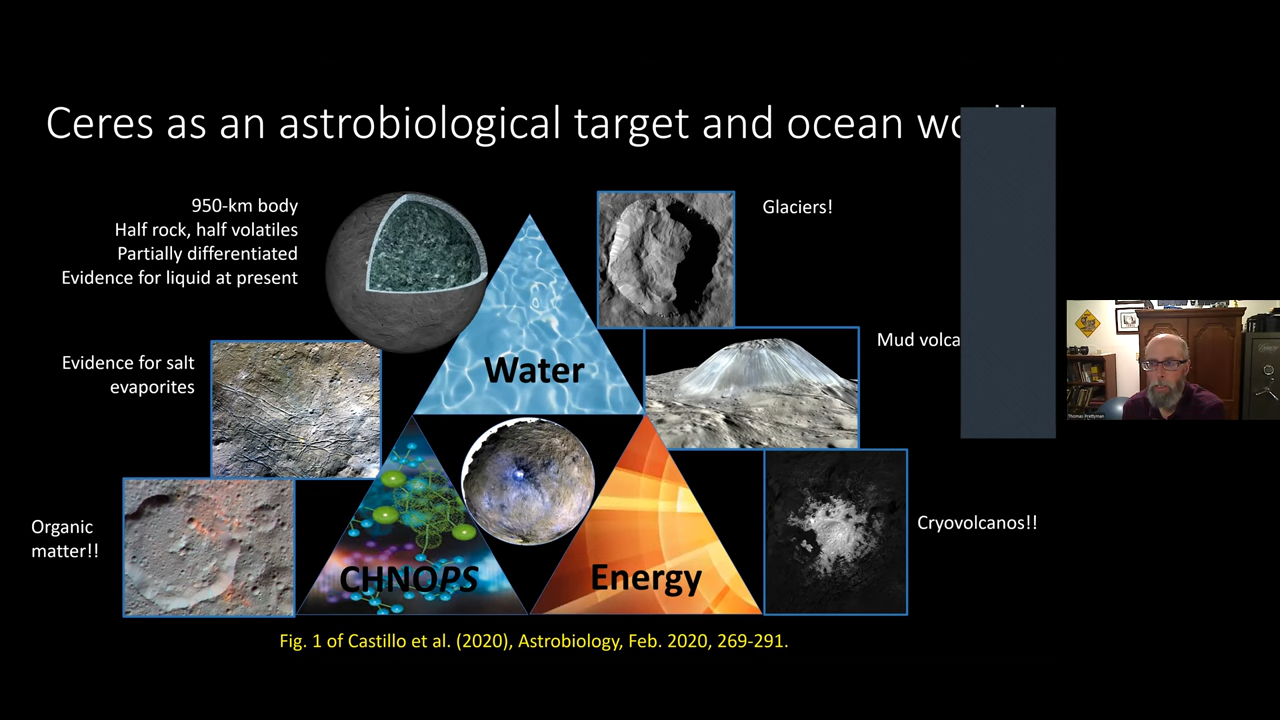 Ceres as an astrobiological target and ocean
950-km body
Half rock, half volatiles
Partially differentiated
Evidence for liquid at present
Glaciers!
Water
Mud
Evidence for salt
evaporites
Organic
matter!!
CHNOPS
Energy
Cryovolcanos!!
Fig. 1 of Castillo et al. (2020), Astrobiology, Feb. 2020, 269-291.
Thomas Prettyman